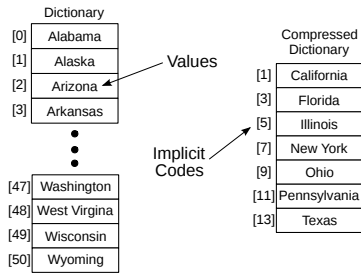 Dictionary
[0] Alabama
[1] Alaska
[2] Arizona
[3] Arkansas
[47] Washington
[48] West Virgina
[49] Wisconsin
[50] Wyoming
Values
Implicit
Codes
Compressed
Dictionary
[1] California
[3] Florida
[5] Illinois
[7] New York
[9] Ohio
[11] Pennsylvania
[13] Texas